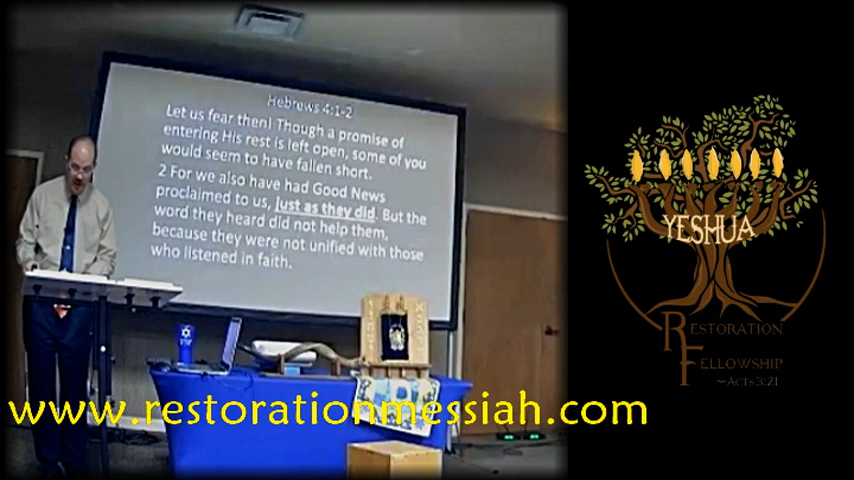 Hebrews 4:1-2
Let us fear then! Though a promise of
entering His rest is left open, some of you
would seem to have fallen short.
2 For we also have had Good News
proclaimed to us, just as they did. But the
word they heard did not help them,
because they were not unified with those
who listened in faith.
YESHUA
RESTORATION
FELLOWSHIP
~ACTS 3:21
www.restorationmessiah.com